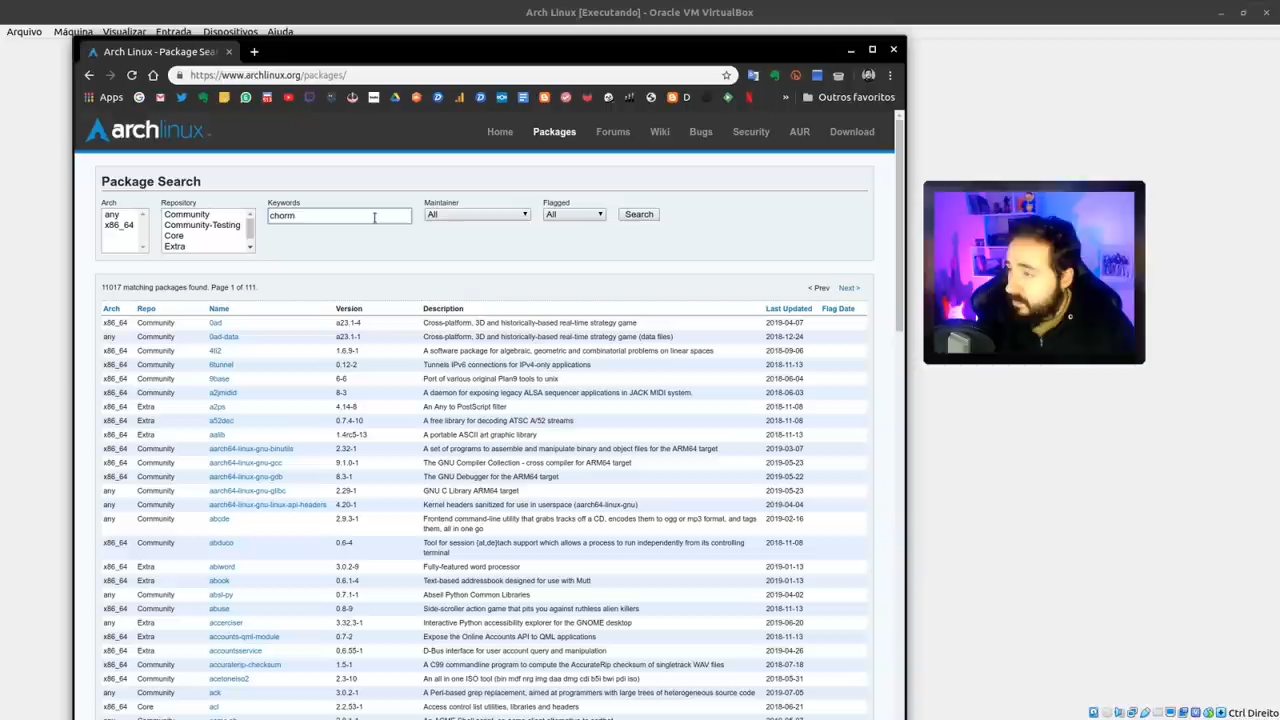 Arch Linux [Executando] - Oracle VM VirtualBox
Arquivo Máquina Visualizar Entrada Dispositivos Ajuda
Arch Linux - Package Sea
https://www.archlinux.org/packages/
Apps
D
Outros favoritos
archlinux
Home Packages Forums Wiki Bugs Security AUR Download
Package Search
Arch Repository Keywords Maintainer Flagged
any Community chorm All All Search
x86_64 Community-Testing
Core
Extra
11017 matching packages found. Page 1 of 111.
< Prev Next >
Arch Repo Name Version Description Last Updated Flag Date
x86_64 Community 0ad a23.1-4 Cross-platform, 3D and historically-based real-time strategy game 2019-04-07
any Community 0ad-data a23.1-1 Cross-platform, 3D and historically-based real-time strategy game (data files) 2018-12-24
x86_64 Community 4ti2 1.6.9-1 A software package for algebraic, geometric and combinatorial problems on linear spaces 2018-09-06
x86_64 Community 6tunnel 0.12-2 Tunnels IPv6 connections for IPv4-only applications 2018-11-13
x86_64 Community 9base 6-6 Port of various original Plan9 tools to unix 2018-06-04
x86_64 Community a2jmidid 8-3 A daemon for exposing legacy ALSA sequencer applications in JACK MIDI system. 2018-06-03
x86_64 Extra a2ps 4.14-8 An Any to PostScript filter 2018-11-08
x86_64 Extra a52dec 0.7.4-10 A free library for decoding ATSC A/52 streams 2018-11-08
x86_64 Extra aalib 1.4rc5-13 A portable ASCII art graphic library 2018-11-13
x86_64 Community aarch64-linux-gnu-binutils 2.32-1 A set of programs to assemble and manipulate binary and object files for the ARM64 target 2019-03-07
x86_64 Community aarch64-linux-gnu-gcc 9.1.0-1 The GNU Compiler Collection - cross compiler for ARM64 target 2019-05-23
x86_64 Community aarch64-linux-gnu-gdb 8.3-1 The GNU Debugger for the ARM64 target 2019-05-22
any Community aarch64-linux-gnu-glibc 2.29-1 GNU C Library ARM64 target 2019-05-23
any Community aarch64-linux-gnu-linux-api-headers 4.20-1 Kernel headers sanitized for use in userspace (aarch64-linux-gnu) 2019-04-04
any Community abcde 2.9.3-1 Frontend command-line utility that grabs tracks off a CD, encodes them to ogg or mp3 format, and tags 2019-02-16
them, all in one go
x86_64 Community abduco 0.6-4 Tool for session {at,de}tach support which allows a process to run independently from its controlling 2018-11-08
terminal
x86_64 Extra abiword 3.0.2-9 Fully-featured word processor 2019-01-13
x86_64 Extra abook 0.6.1-4 Text-based addressbook designed for use with Mutt 2019-01-13
any Community absl-py 0.7.1-1 Abseil Python Common Libraries 2019-04-02
x86_64 Community abuse 0.8-9 Side-scroller action game that pits you against ruthless alien killers 2018-11-13
any Community accerciser 3.32.3-1 Interactive Python accessibility explorer for the GNOME desktop 2019-06-20
x86_64 Community accounts-qml-module 0.7-2 Expose the Online Accounts API to QML applications 2018-11-13
x86_64 Extra accountsservice 0.6.55-1 D-Bus interface for user account query and manipulation 2019-04-26
x86_64 Community accuraterip-checksum 1.5-1 A C99 commandline program to compute the AccurateRip checksum of singletrack WAV files 2018-07-18
x86_64 Community acetoneiso2 2.3-10 An all in one ISO tool (bin mdf nrg img daa dmg cdi b5i bwi pdi iso) 2018-05-31
any Community ack 3.0.2-1 A Perl-based grep replacement, aimed at programmers with large trees of heterogeneous source code 2019-07-05
x86_64 Core acl 2.2.53-1 Access control list utilities, libraries and headers 2018-06-21
Ctrl Direito